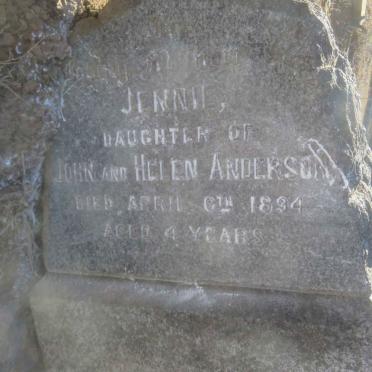 JENNIE,
DAUGHTER OF
JOHN AND HELEN ANDERSON
DIED APRIL 6TH 1894
AGED 4 YEARS